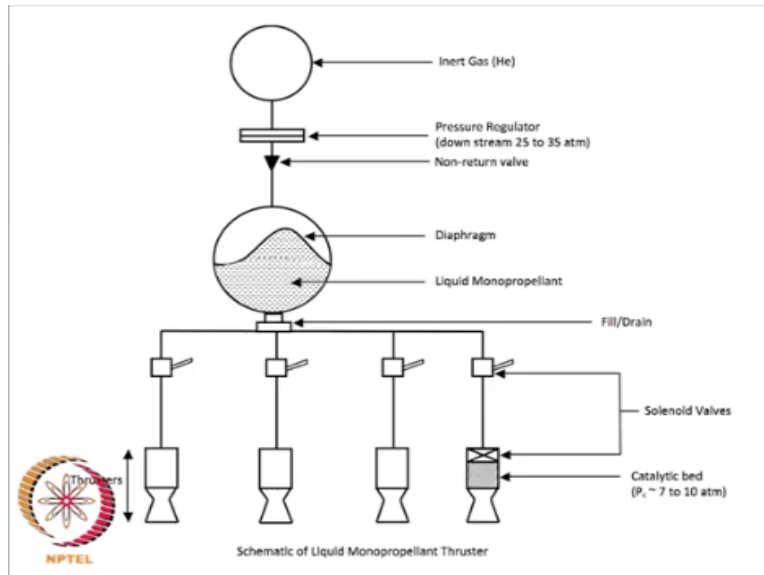 Inert Gas (He)
Pressure Regulator
(down stream 25 to 35 atm)
Non-return valve
Diaphragm
Liquid Monopropellant
Fill/Drain
Solenoid Valves
Thrusters
Catalytic bed
(Pc ~ 7 to 10 atm)
NPTEL
Schematic of Liquid Monopropellant Thruster